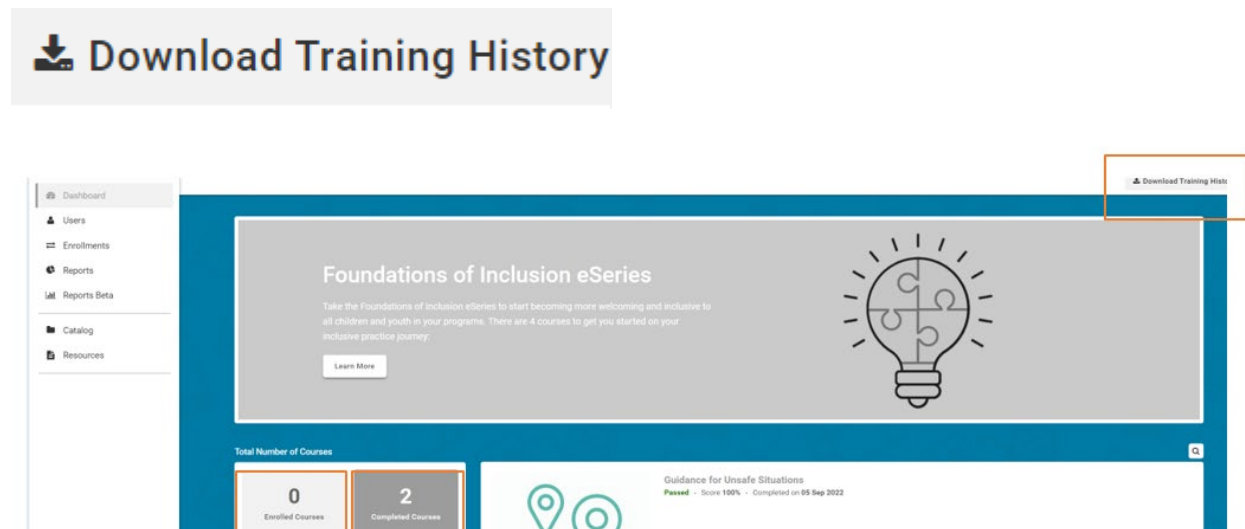 Download Training History
Download Training Histo
Dashboard
Users
Enrollments
Reports
Reports Beta
Catalog
Resources
Foundations of Inclusion eSeries
Take the Foundations of Inclusion eSeries to start becoming more welcoming and inclusive to
all children and youth in your programs. There are 4 courses to get you started on your
inclusive practice journey:
Learn More
Total Number of Courses
0
Enrolled Courses
2
Completed Courses
Guidance for Unsafe Situations
Passed - Score 100% - Completed on 05 Sep 2022